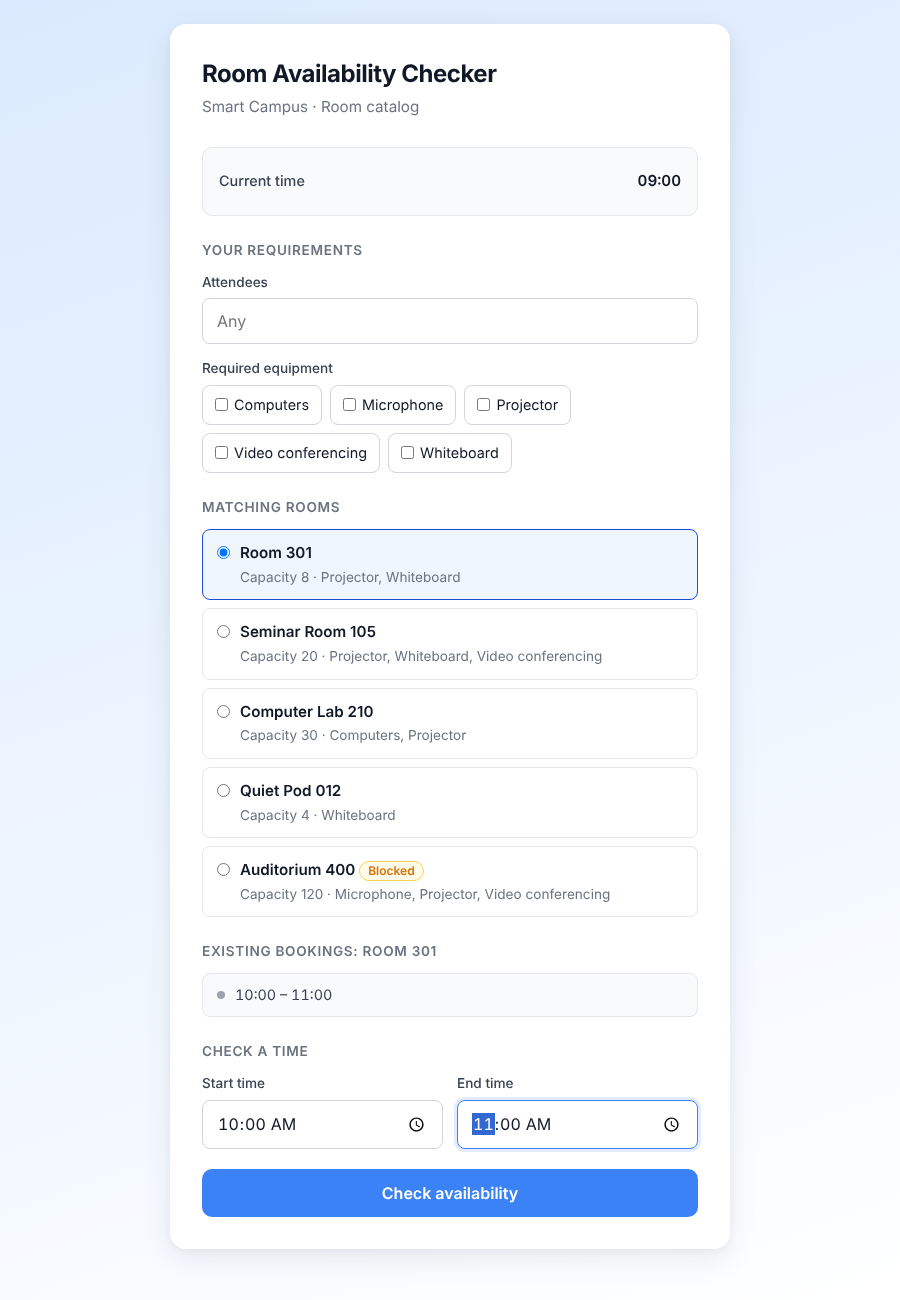 Room Availability Checker
Smart Campus · Room catalog
Current time 09:00
YOUR REQUIREMENTS
Attendees
Any
Required equipment
Computers Microphone Projector
Video conferencing Whiteboard
MATCHING ROOMS
Room 301
Capacity 8 · Projector, Whiteboard
Seminar Room 105
Capacity 20 · Projector, Whiteboard, Video conferencing
Computer Lab 210
Capacity 30 · Computers, Projector
Quiet Pod 012
Capacity 4 · Whiteboard
Auditorium 400 Blocked
Capacity 120 · Microphone, Projector, Video conferencing
EXISTING BOOKINGS: ROOM 301
10:00 – 11:00
CHECK A TIME
Start time End time
10:00 AM 11:00 AM
Check availability